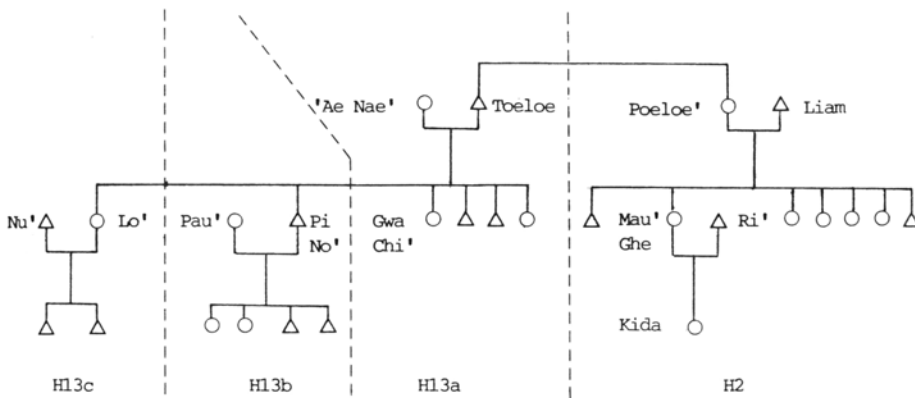 'Ae Nae' Toeloe Poeloe' Liam
Nu' Lo' Pau' Pi Gwa Mau' Ri'
No' Chi' Ghe
Kida
H13c H13b H13a H2